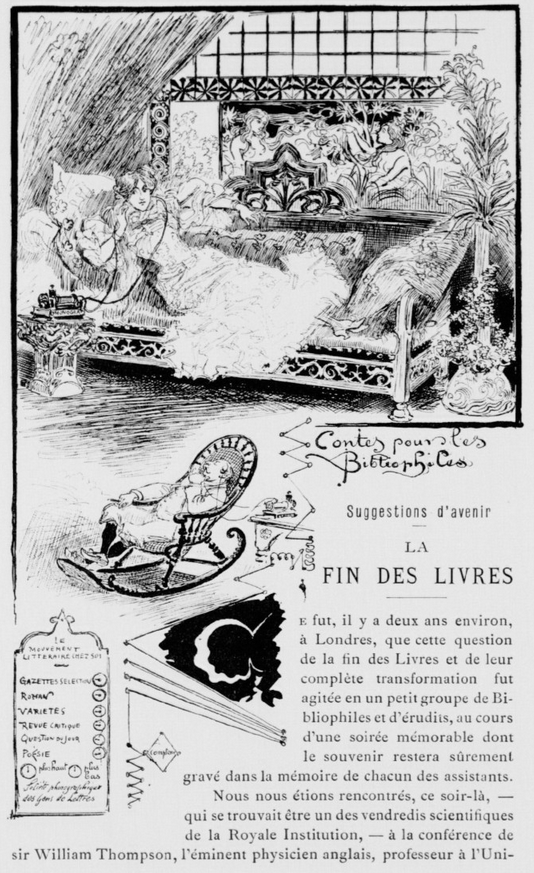 Contes pour les
Bibliophiles
Suggestions d'avenir
LA
FIN DES LIVRES
LE
MOUVEMENT
LITTERAIRE CHEZ SOI
GAZETTES SELECTION
ROMAN
VARIÉTÉS
REVUE CRITIQUE
QUESTION DU JOUR
POÉSIE
plus haut plus
bas
Société phonographique
des Gens de Lettres
CE fut, il y a deux ans environ,
à Londres, que cette question
de la fin des Livres et de leur
complète transformation fut
agitée en un petit groupe de Bi-
bliophiles et d'érudits, au cours
d'une soirée mémorable dont
le souvenir restera sûrement
gravé dans la mémoire de chacun des assistants.
Nous nous étions rencontrés, ce soir-là, —
qui se trouvait être un des vendredis scientifiques
de la Royale Institution, — à la conférence de
sir William Thompson, l'éminent physicien anglais, professeur à l'Uni-